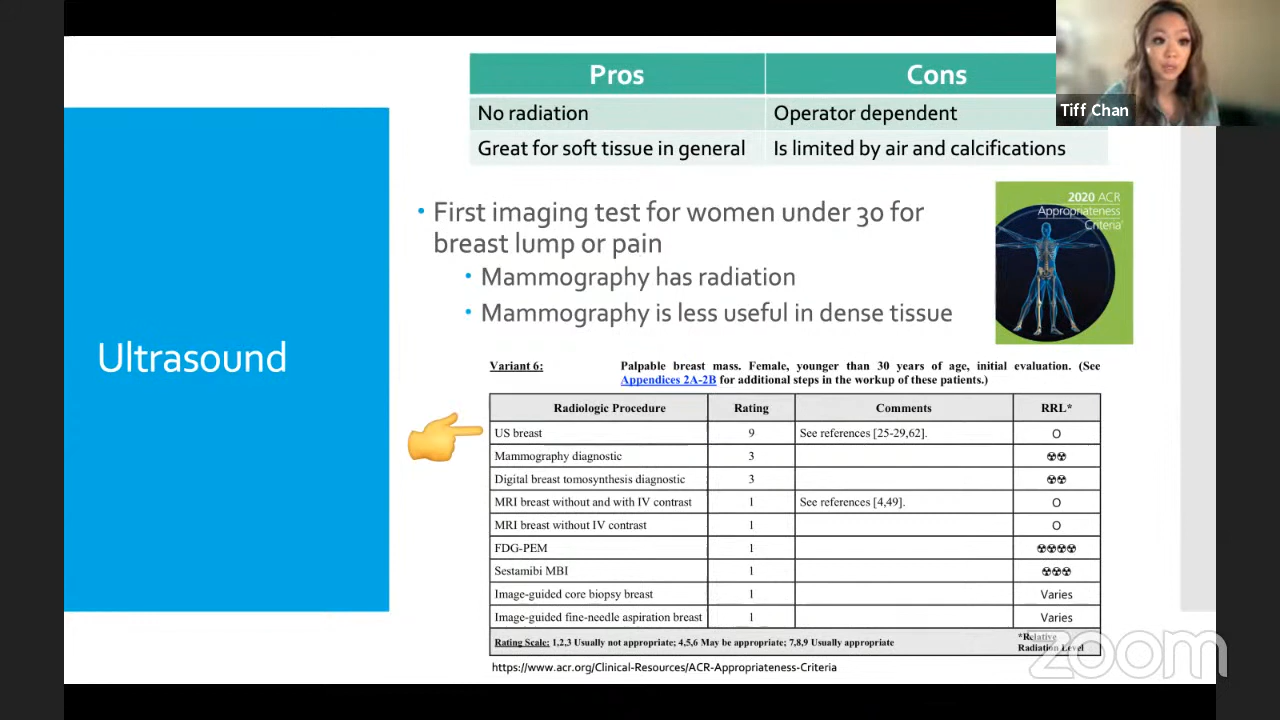 Pros Cons
No radiation Operator dependent
Great for soft tissue in general Is limited by air and calcifications
Tiff Chan
Ultrasound
• First imaging test for women under 30 for
breast lump or pain
• Mammography has radiation
• Mammography is less useful in dense tissue
2020 ACR
Appropriateness
Criteria
Variant 6: Palpable breast mass. Female, younger than 30 years of age, initial evaluation. (See
Appendices 2A-2B for additional steps in the workup of these patients.)
Radiologic Procedure Rating Comments RRL*
US breast 9 See references [25-29,62]. O
Mammography diagnostic 3 ☢☢
Digital breast tomosynthesis diagnostic 3 ☢☢
MRI breast without and with IV contrast 1 See references [4,49]. O
MRI breast without IV contrast 1 O
FDG-PEM 1 ☢☢☢☢
Sestamibi MBI 1 ☢☢☢
Image-guided core biopsy breast 1 Varies
Image-guided fine-needle aspiration breast 1 Varies
Rating Scale: 1,2,3 Usually not appropriate; 4,5,6 May be appropriate; 7,8,9 Usually appropriate *Relative
Radiation Level
https://www.acr.org/Clinical-Resources/ACR-Appropriateness-Criteria
zoom